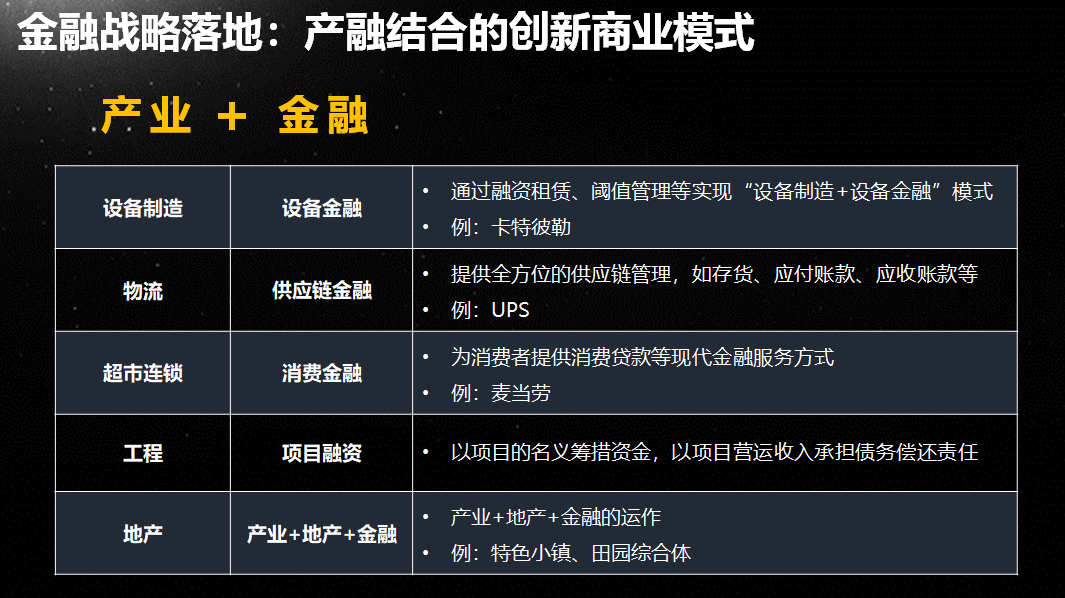 金融战略落地：产融结合的创新商业模式
产业 + 金融
设备制造
设备金融
• 通过融资租赁、阈值管理等实现“设备制造+设备金融”模式
• 例：卡特彼勒
物流
供应链金融
• 提供全方位的供应链管理，如存货、应付账款、应收账款等
• 例：UPS
超市连锁
消费金融
• 为消费者提供消费贷款等现代金融服务方式
• 例：麦当劳
工程
项目融资
• 以项目的名义筹措资金，以项目营运收入承担债务偿还责任
地产
产业+地产+金融
• 产业+地产+金融的运作
• 例：特色小镇、田园综合体